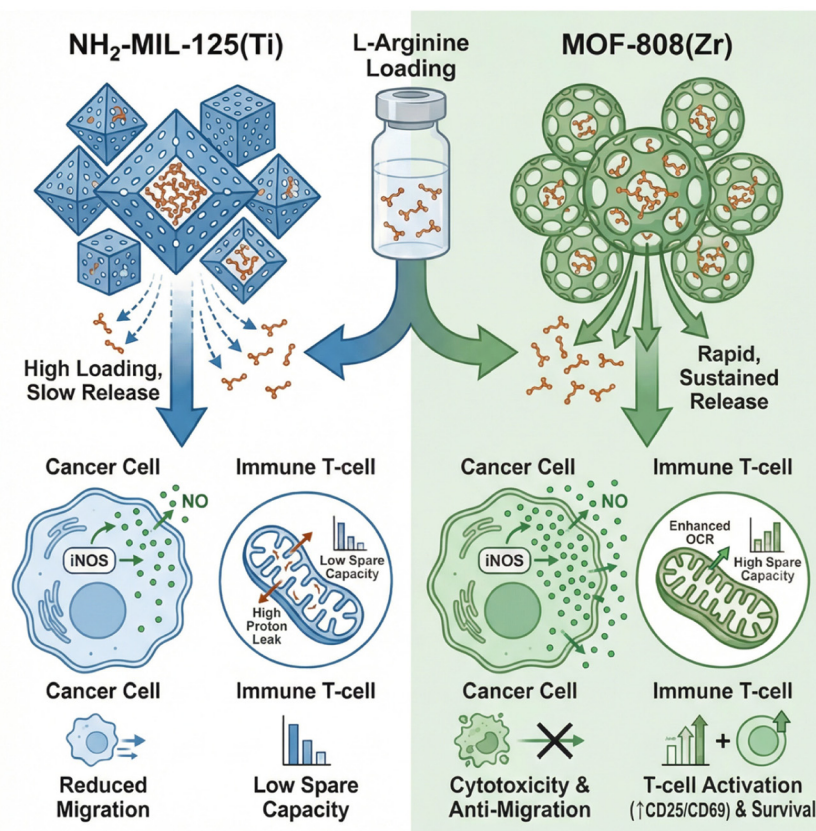 NH₂-MIL-125(Ti)
L-Arginine
Loading
MOF-808(Zr)
High Loading,
Slow Release
Rapid,
Sustained
Release
Cancer Cell
Immune T-cell
NO
iNOS
Low Spare
Capacity
High
Proton
Leak
Cancer Cell
Immune T-cell
NO
iNOS
Enhanced
OCR
High Spare
Capacity
Cancer Cell
Immune T-cell
Reduced
Migration
Low Spare
Capacity
Cancer Cell
Immune T-cell
+
Cytotoxicity &
Anti-Migration
T-cell Activation
(↑CD25/CD69) & Survival